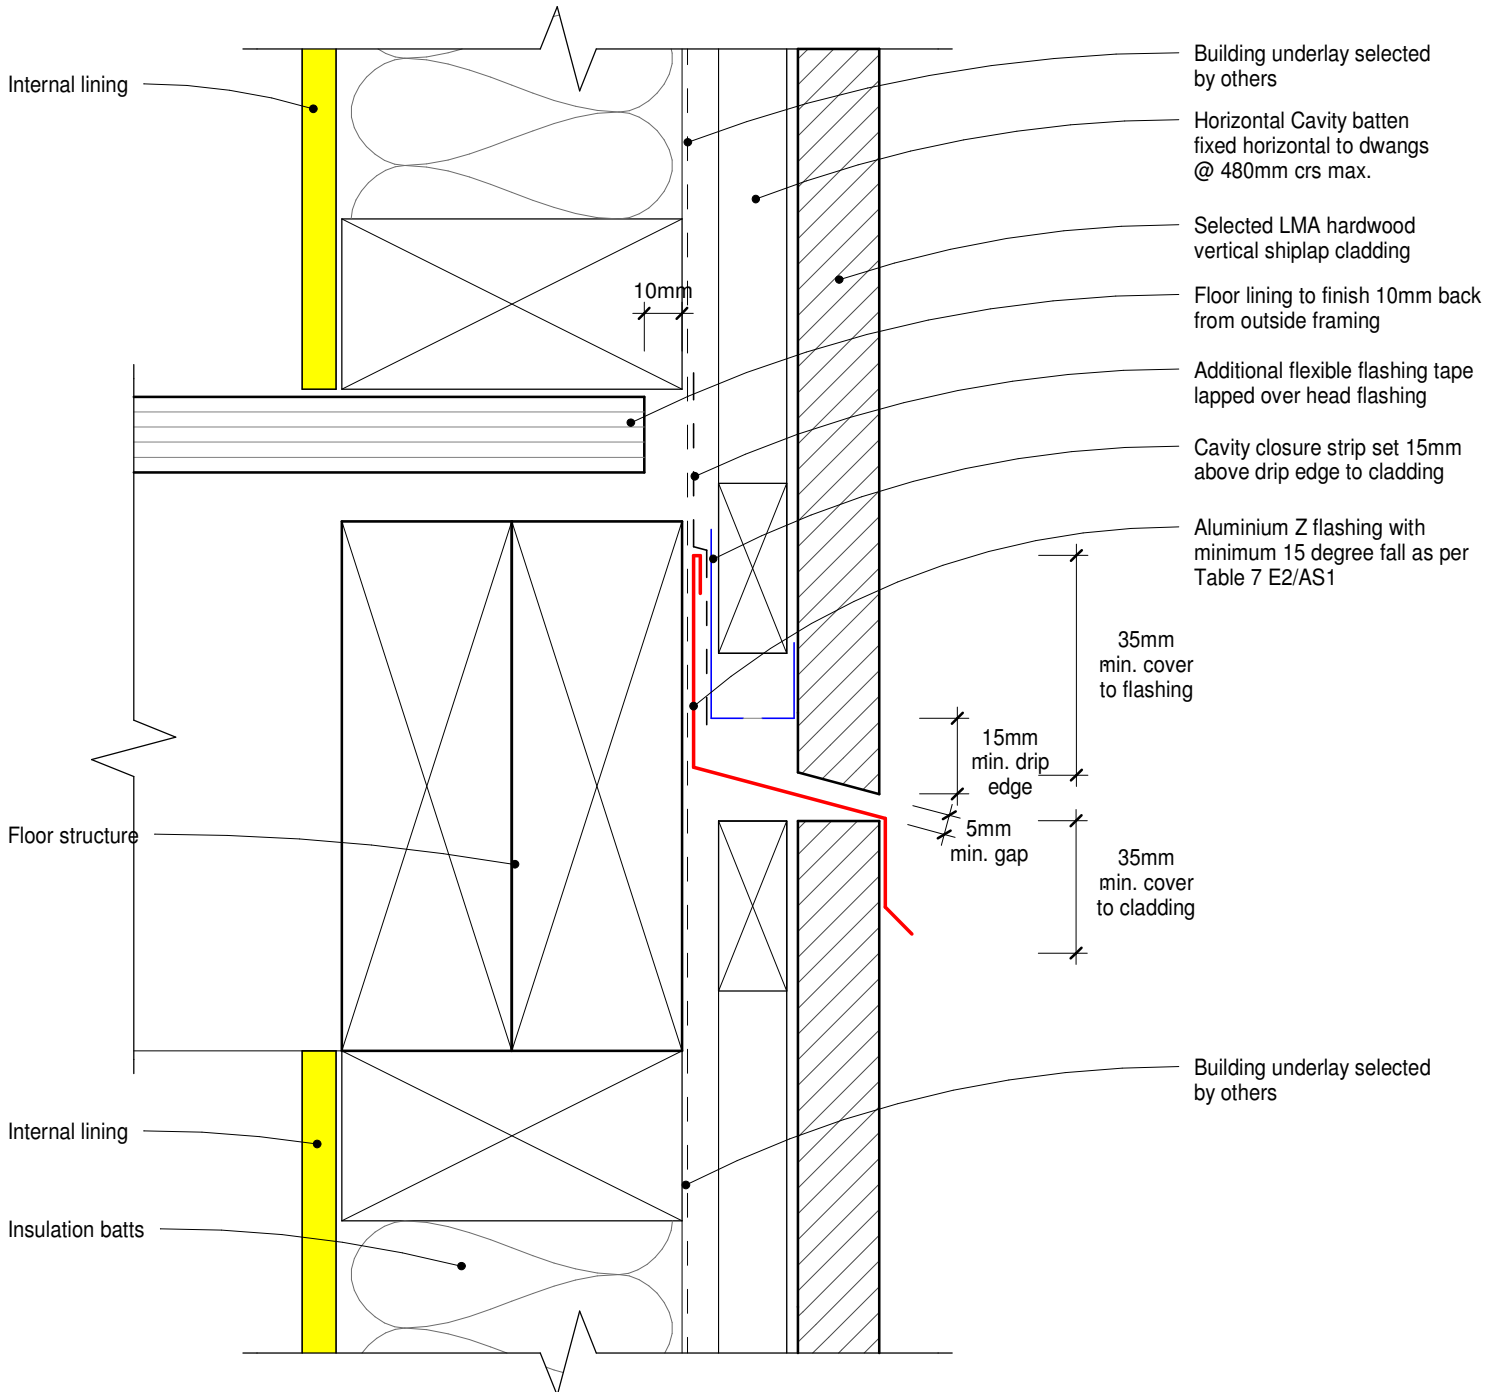 Internal lining
Building underlay selected
by others
Horizontal Cavity batten
fixed horizontal to dwangs
@ 480mm crs max.
Selected LMA hardwood
vertical shiplap cladding
10mm
Floor lining to finish 10mm back
from outside framing
Additional flexible flashing tape
lapped over head flashing
Cavity closure strip set 15mm
above drip edge to cladding
Aluminium Z flashing with
minimum 15 degree fall as per
Table 7 E2/AS1
35mm
min. cover
to flashing
15mm
min. drip
edge
5mm
min. gap
35mm
min. cover
to cladding
Floor structure
Building underlay selected
by others
Internal lining
Insulation batts